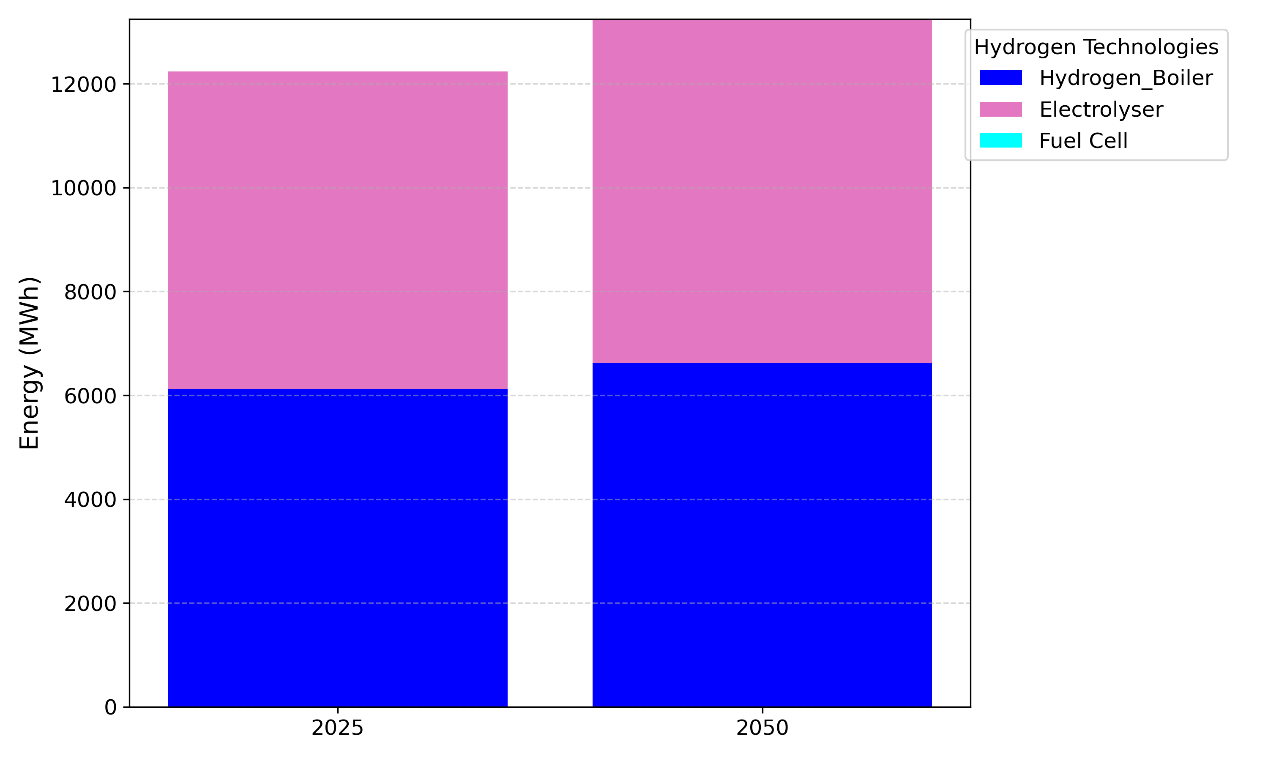 12000
10000
8000
6000
4000
2000
0
Energy (MWh)
2025
2050
Hydrogen Technologies
Hydrogen_Boiler
Electrolyser
Fuel Cell